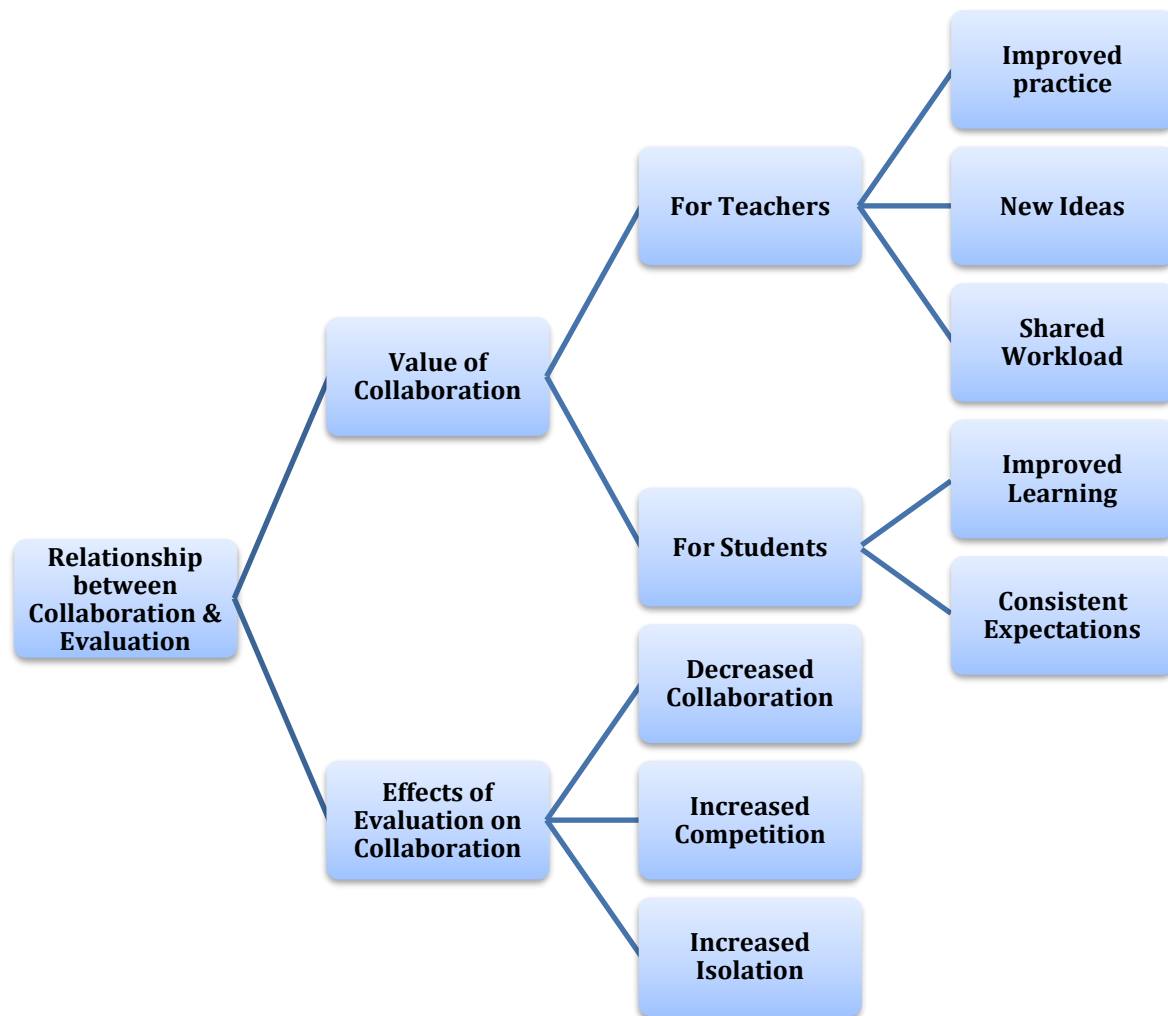 Relationship
between
Collaboration &
Evaluation
Value of
Collaboration
For Teachers
Improved
practice
New Ideas
Shared
Workload
For Students
Improved
Learning
Consistent
Expectations
Effects of
Evaluation on
Collaboration
Decreased
Collaboration
Increased
Competition
Increased
Isolation